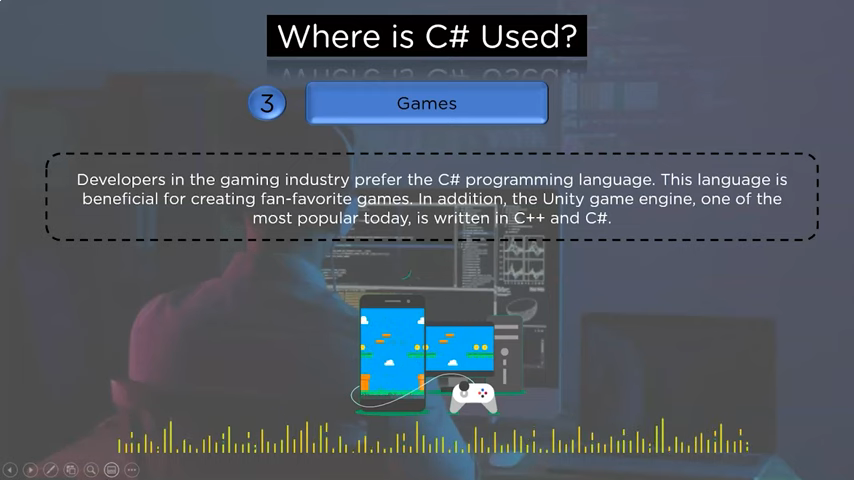 Where is C# Used?
3
Games
Developers in the gaming industry prefer the C# programming language. This language is
beneficial for creating fan-favorite games. In addition, the Unity game engine, one of the
most popular today, is written in C++ and C#.